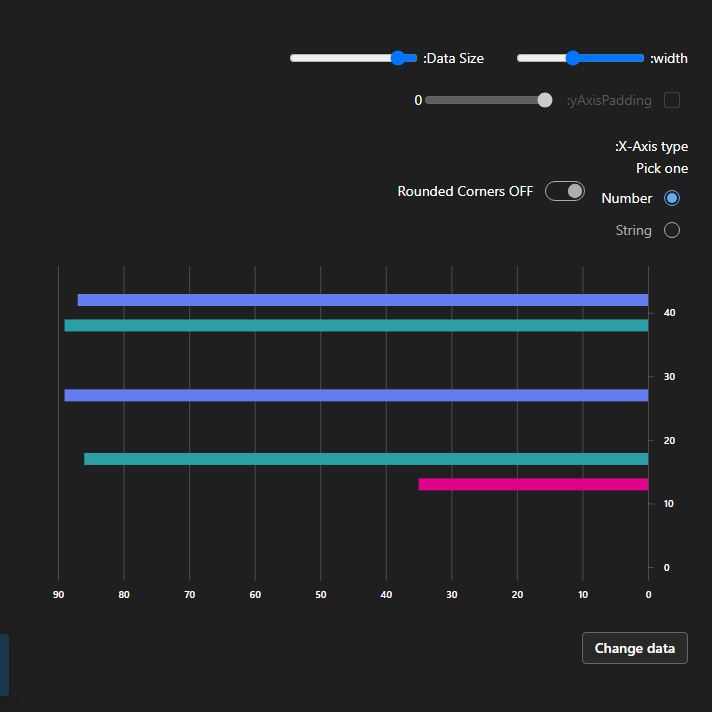 :width
:Data Size
:yAxisPadding
0
:X-Axis type
Pick one
Number
Rounded Corners OFF
String
40
30
20
10
0
90 80 70 60 50 40 30 20 10 0
Change data